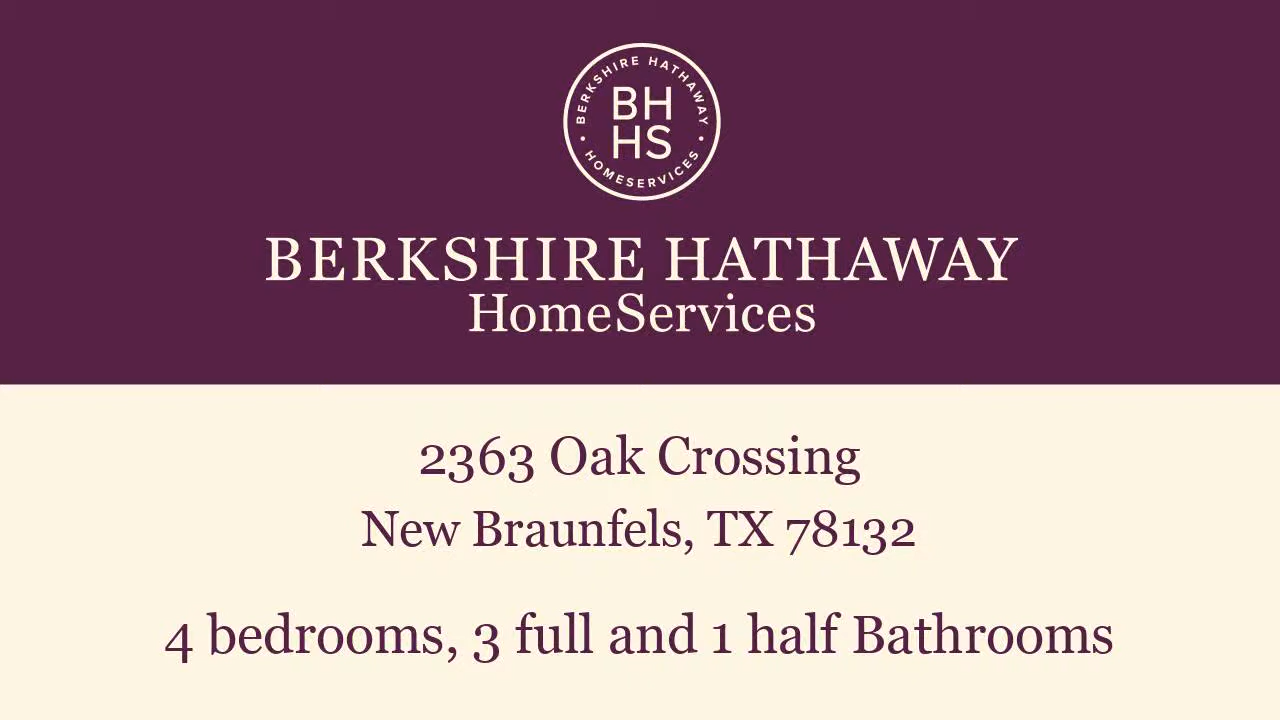 BERKSHIRE HATHAWAY
BH
HS
HOMESERVICES
BERKSHIRE HATHAWAY
HomeServices
2363 Oak Crossing
New Braunfels, TX 78132
4 bedrooms, 3 full and 1 half Bathrooms